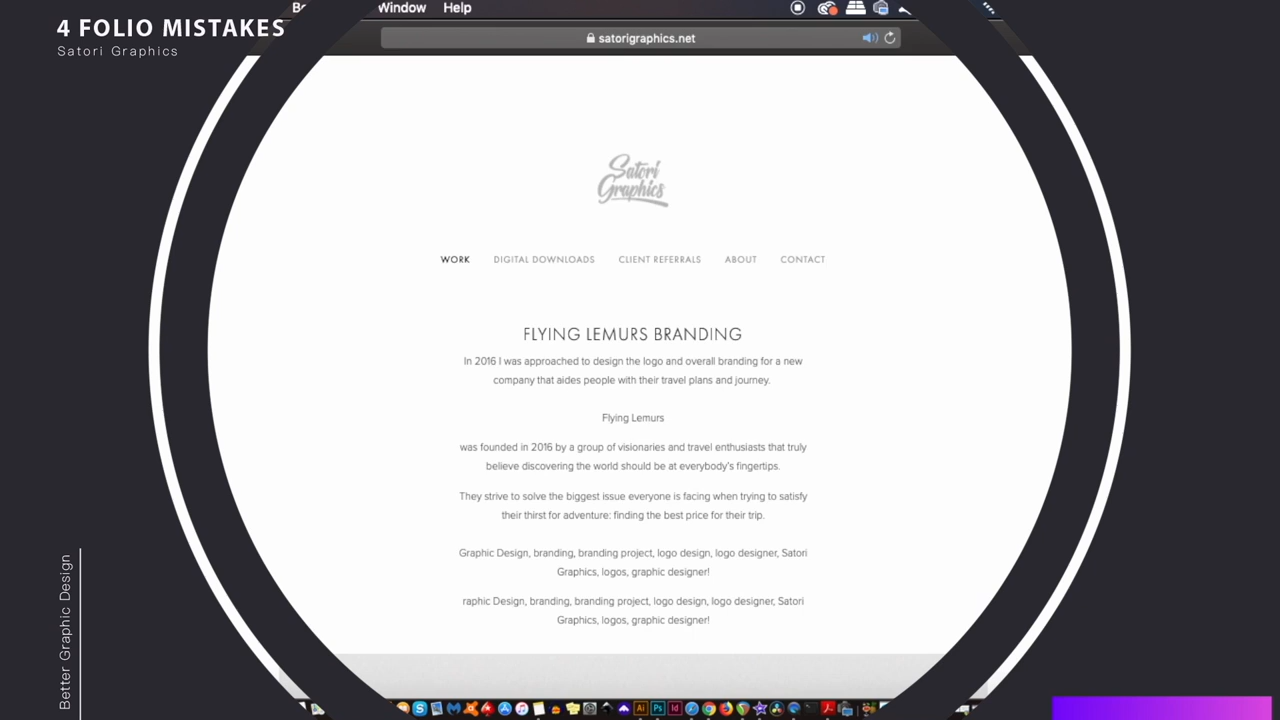 4 FOLIO MISTAKES
Satori Graphics
Window Help
satorigraphics.net
Satori
Graphics
WORK DIGITAL DOWNLOADS CLIENT REFERRALS ABOUT CONTACT
FLYING LEMURS BRANDING
In 2016 I was approached to design the logo and overall branding for a new
company that aides people with their travel plans and journey.
Flying Lemurs
was founded in 2016 by a group of visionaries and travel enthusiasts that truly
believe discovering the world should be at everybody's fingertips.
They strive to solve the biggest issue everyone is facing when trying to satisfy
their thirst for adventure: finding the best price for their trip.
Graphic Design, branding, branding project, logo design, logo designer, Satori
Graphics, logos, graphic designer!
raphic Design, branding, branding project, logo design, logo designer, Satori
Graphics, logos, graphic designer!
Better Graphic Design
Ai Ps Id